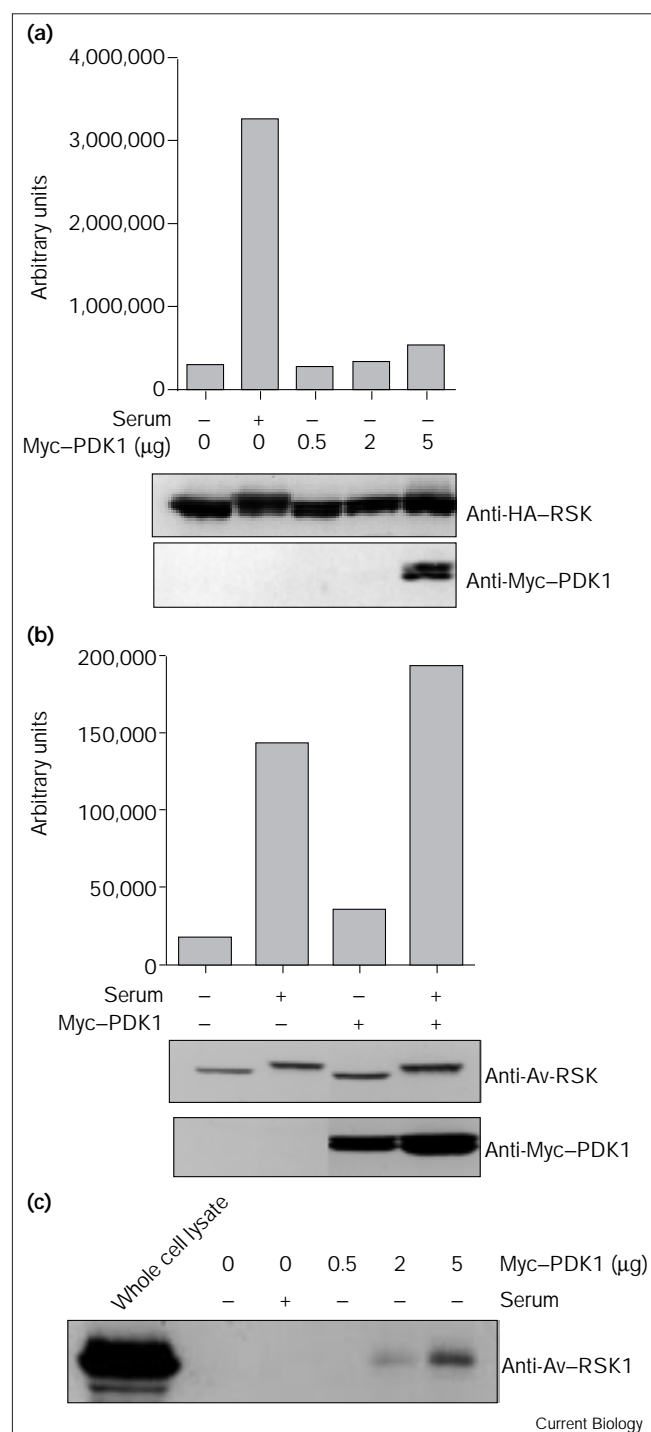 (a)
4,000,000
3,000,000
2,000,000
1,000,000
0
Arbitrary units
Serum – + – – –
Myc–PDK1 (μg) 0 0 0.5 2 5
Anti-HA–RSK
Anti-Myc–PDK1
(b)
200,000
150,000
100,000
50,000
0
Arbitrary units
Serum – + – +
Myc–PDK1 – – + +
Anti-Av-RSK
Anti-Myc–PDK1
(c)
Whole cell lysate
0 0 0.5 2 5 Myc–PDK1 (μg)
– + – – – Serum
Anti-Av–RSK1
Current Biology